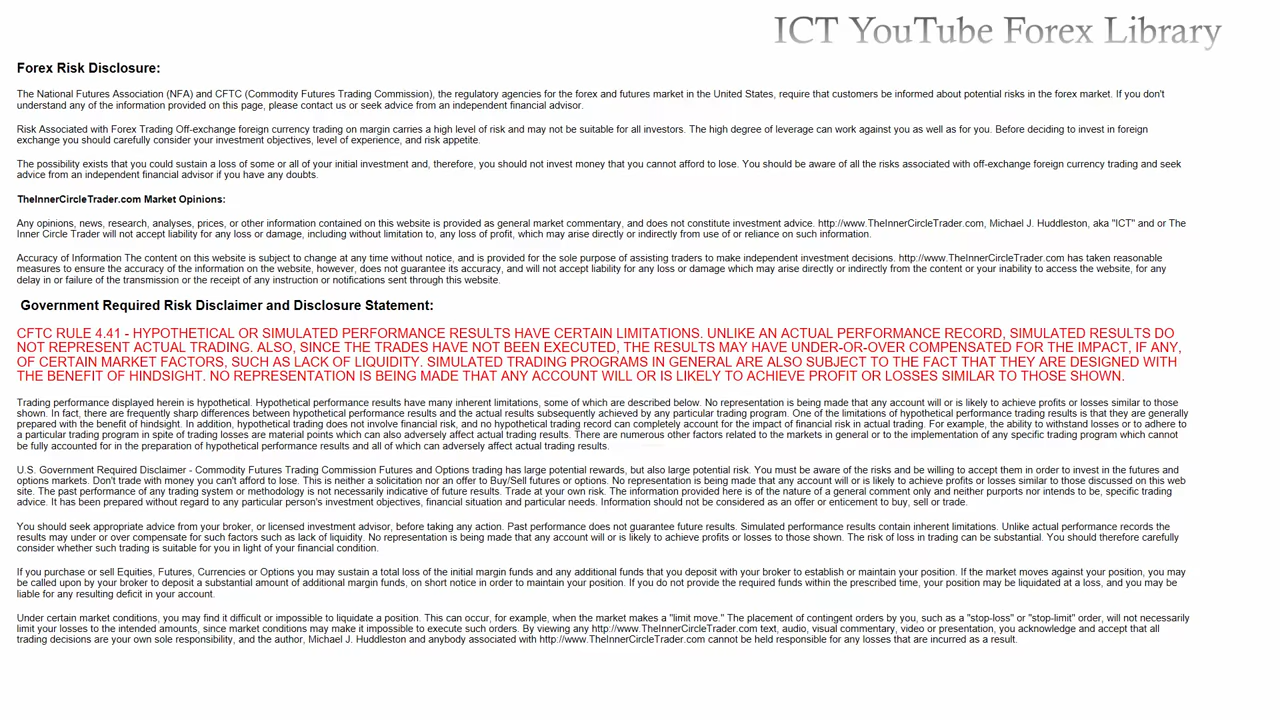 ICT YouTube Forex Library
Forex Risk Disclosure:
The National Futures Association (NFA) and CFTC (Commodity Futures Trading Commission), the regulatory agencies for the forex and futures market in the United States, require that customers be informed about potential risks in the forex market. If you don't
understand any of the information provided on this page, please contact us or seek advice from an independent financial advisor.
Risk Associated with Forex Trading Off-exchange foreign currency trading on margin carries a high level of risk and may not be suitable for all investors. The high degree of leverage can work against you as well as for you. Before deciding to invest in foreign
exchange you should carefully consider your investment objectives, level of experience, and risk appetite.
The possibility exists that you could sustain a loss of some or all of your initial investment and, therefore, you should not invest money that you cannot afford to lose. You should be aware of all the risks associated with off-exchange foreign currency trading and seek
advice from an independent financial advisor if you have any doubts.
TheInnerCircleTrader.com Market Opinions:
Any opinions, news, research, analyses, prices, or other information contained on this website is provided as general market commentary, and does not constitute investment advice. http://www.TheInnerCircleTrader.com, Michael J. Huddleston, aka "ICT" and or The
Inner Circle Trader will not accept liability for any loss or damage, including without limitation to, any loss of profit, which may arise directly or indirectly from use of or reliance on such information.
Accuracy of Information The content on this website is subject to change at any time without notice, and is provided for the sole purpose of assisting traders to make independent investment decisions. http://www.TheInnerCircleTrader.com has taken reasonable
measures to ensure the accuracy of the information on the website, however, does not guarantee its accuracy, and will not accept liability for any loss or damage which may arise directly or indirectly from the content or your inability to access the website, for any
delay in or failure of the transmission or the receipt of any instruction or notifications sent through this website.
Government Required Risk Disclaimer and Disclosure Statement:
CFTC RULE 4.41 - HYPOTHETICAL OR SIMULATED PERFORMANCE RESULTS HAVE CERTAIN LIMITATIONS. UNLIKE AN ACTUAL PERFORMANCE RECORD, SIMULATED RESULTS DO
NOT REPRESENT ACTUAL TRADING. ALSO, SINCE THE TRADES HAVE NOT BEEN EXECUTED, THE RESULTS MAY HAVE UNDER-OR-OVER COMPENSATED FOR THE IMPACT, IF ANY,
OF CERTAIN MARKET FACTORS, SUCH AS LACK OF LIQUIDITY. SIMULATED TRADING PROGRAMS IN GENERAL ARE ALSO SUBJECT TO THE FACT THAT THEY ARE DESIGNED WITH
THE BENEFIT OF HINDSIGHT. NO REPRESENTATION IS BEING MADE THAT ANY ACCOUNT WILL OR IS LIKELY TO ACHIEVE PROFIT OR LOSSES SIMILAR TO THOSE SHOWN.
Trading performance displayed herein is hypothetical. Hypothetical performance results have many inherent limitations, some of which are described below. No representation is being made that any account will or is likely to achieve profits or losses similar to those
shown. In fact, there are frequently sharp differences between hypothetical performance results and the actual results subsequently achieved by any particular trading program. One of the limitations of hypothetical performance trading results is that they are generally
prepared with the benefit of hindsight. In addition, hypothetical trading does not involve financial risk, and no hypothetical trading record can completely account for the impact of financial risk in actual trading. For example, the ability to withstand losses or to adhere to
a particular trading program in spite of trading losses are material points which can also adversely affect actual trading results. There are numerous other factors related to the markets in general or to the implementation of any specific trading program which cannot
be fully accounted for in the preparation of hypothetical performance results and all of which can adversely affect actual trading results.
U.S. Government Required Disclaimer - Commodity Futures Trading Commission Futures and Options trading has large potential rewards, but also large potential risk. You must be aware of the risks and be willing to accept them in order to invest in the futures and
options markets. Don't trade with money you can't afford to lose. This is neither a solicitation nor an offer to Buy/Sell futures or options. No representation is being made that any account will or is likely to achieve profits or losses similar to those discussed on this web
site. The past performance of any trading system or methodology is not necessarily indicative of future results. Trade at your own risk. The information provided here is of the nature of a general comment only and neither purports nor intends to be, specific trading
advice. It has been prepared without regard to any particular person's investment objectives, financial situation and particular needs. Information should not be considered as an offer or enticement to buy, sell or trade.
You should seek appropriate advice from your broker, or licensed investment advisor, before taking any action. Past performance does not guarantee future results. Simulated performance results contain inherent limitations. Unlike actual performance records the
results may under or over compensate for such factors such as lack of liquidity. No representation is being made that any account will or is likely to achieve profits or losses to those shown. The risk of loss in trading can be substantial. You should therefore carefully
consider whether such trading is suitable for you in light of your financial condition.
If you purchase or sell Equities, Futures, Currencies or Options you may sustain a total loss of the initial margin funds and any additional funds that you deposit with your broker to establish or maintain your position. If the market moves against your position, you may
be called upon by your broker to deposit a substantial amount of additional margin funds, on short notice in order to maintain your position. If you do not provide the required funds within the prescribed time, your position may be liquidated at a loss, and you may be
liable for any resulting deficit in your account.
Under certain market conditions, you may find it difficult or impossible to liquidate a position. This can occur, for example, when the market makes a "limit move." The placement of contingent orders by you, such as a "stop-loss" or "stop-limit" order, will not necessarily
limit your losses to the intended amounts, since market conditions may make it impossible to execute such orders. By viewing any http://www.TheInnerCircleTrader.com text, audio, visual commentary, video or presentation, you acknowledge and accept that all
trading decisions are your own sole responsibility, and the author, Michael J. Huddleston and anybody associated with http://www.TheInnerCircleTrader.com cannot be held responsible for any losses that are incurred as a result.